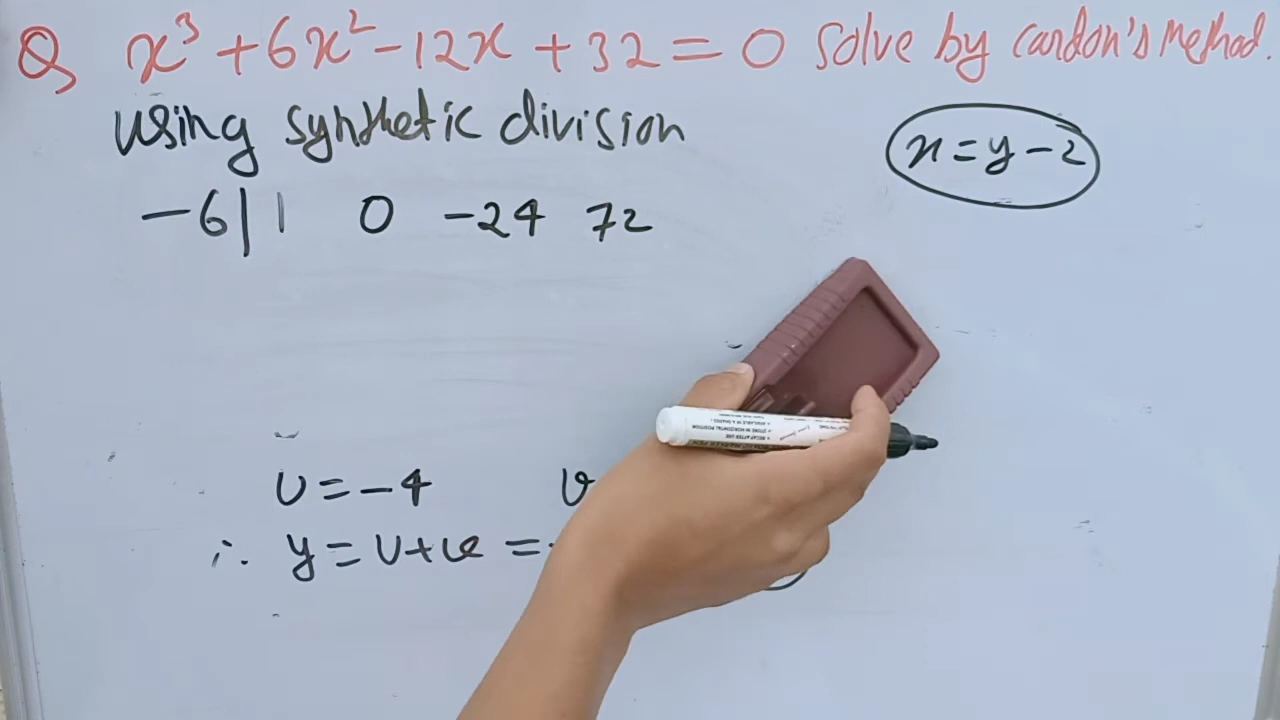 Q x³ + 6x² - 12x + 32 = 0 Solve by cardon's Method.
using synthetic division
x = y - 2
-6 | 1 0 -24 72
U = -4 v
∴ y = U + v =